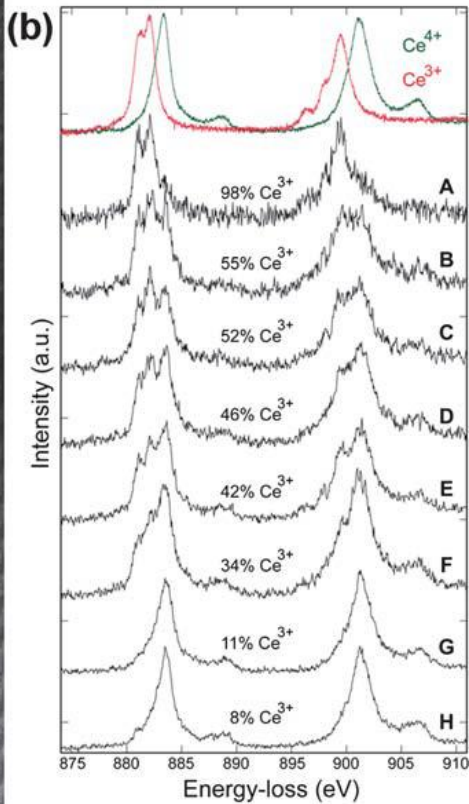 (b)
Ce4+
Ce3+
98% Ce3+
A
55% Ce3+
B
52% Ce3+
C
46% Ce3+
D
42% Ce3+
E
34% Ce3+
F
11% Ce3+
G
8% Ce3+
H
Intensity (a.u.)
875 880 885 890 895 900 905 910
Energy-loss (eV)